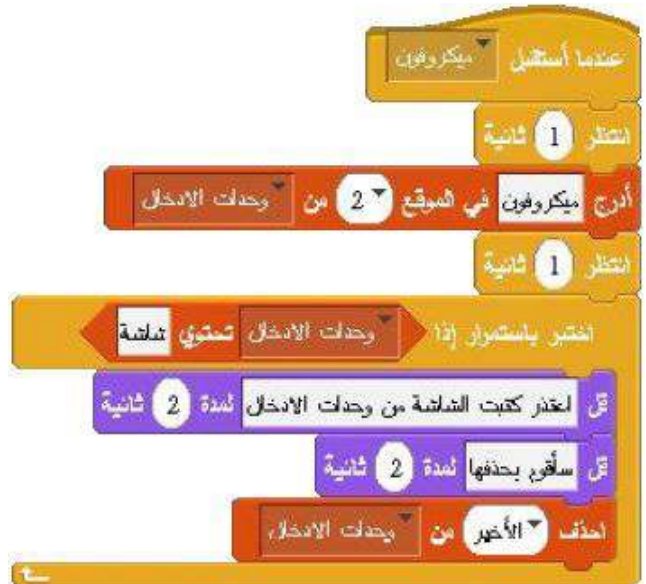 عندما أستقبل ميكروفون
انتظر 1 ثانية
أدرج ميكروفون في الموقع 2 من وحدات الادخال
انتظر 1 ثانية
اختبر باستمرار إذا وحدات الادخال تحتوي شاشة
قل اعتذر كتبت الشاشة من وحدات الادخال لمدة 2 ثانية
قل سأقوم بحذفها لمدة 2 ثانية
احذف الأخير من وحدات الادخال